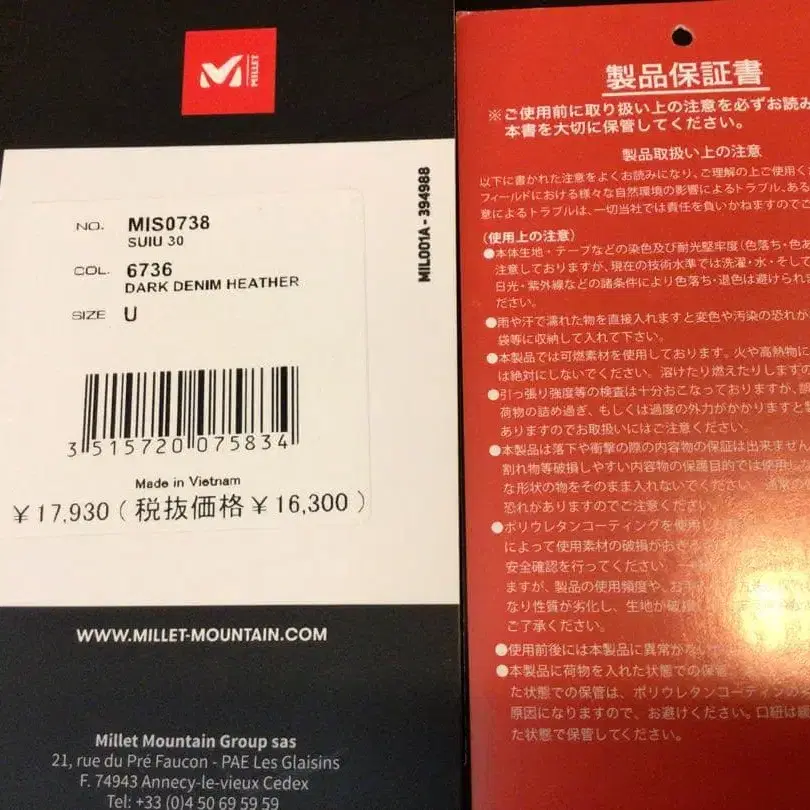 MILLET
NO. MIS0738
SUIU 30
COL. 6736
DARK DENIM HEATHER
SIZE U
MIL001A - 394988
3 515720 075834
Made in Vietnam
¥17,930(税抜価格¥16,300)
WWW.MILLET-MOUNTAIN.COM
Millet Mountain Group sas
21, rue du Pré Faucon - PAE Les Glaisins
F. 74943 Annecy-le-vieux Cedex
Tel: +33 (0)4 50 69 59 59
製品保証書
※ご使用前に取り扱い上の注意を必ずお読み
本書を大切に保管してください。
製品取扱い上の注意
以下に書かれた注意をよくお読みになり、ご理解の上ご使用く
フィールドにおける様々な自然環境の影響によるトラブル、ある
意によるトラブルは、一切当社では責任を負いかねますのでご
(使用上の注意)
●本体生地・テープなどの染色及び耐光堅牢度(色落ち・色あ
注意しておりますが、現在の技術水準では洗濯・水・そして
日光・紫外線などの諸条件により色落ち・退色は避けられ
ださい。
●雨や汗で濡れた物を直接入れますと変色や汚染の恐れが
袋等に収納して入れて下さい。
●本製品では可燃素材を使用しております。火や高熱物に
は絶対にしないでください。溶けたり燃えたりしますの
●引っ張り強度等の検査は十分おこなっておりますが、誤
荷物の詰め過ぎ、もしくは過度の外力がかかりますと
ありますのでお取扱いにはご注意ください。
●本製品は落下や衝撃の際の内容物の保証は出来ません
割れ物等破損しやすい内容物の保護目的では使用し
な形状の物をそのまま入れないでください。通常の
恐れがありますのでご注意ください。
●ポリウレタンコーティングを使用し
によって使用素材の破損がおき
安全確認を行ってください。
ますが、製品の使用頻度や、お手
なり性質が劣化し、生地が破損
ご了承ください。
●使用前後には本製品に異常がない
●本製品に荷物を入れた状態での保管
た状態での保管は、ポリウレタンコーティングの
原因になりますので、お避けください。口紐は緩
た状態で保管してください。